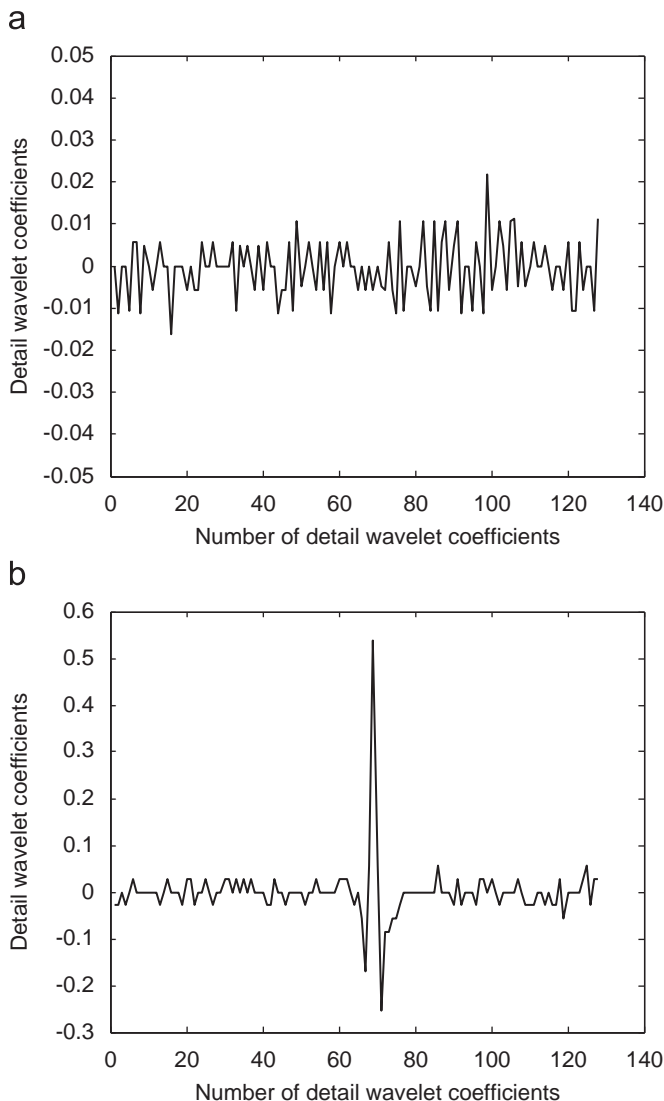 a
0.05
0.04
0.03
0.02
0.01
0
-0.01
-0.02
-0.03
-0.04
-0.05
Detail wavelet coefficients
0 20 40 60 80 100 120 140
Number of detail wavelet coefficients
b
0.6
0.5
0.4
0.3
0.2
0.1
0
-0.1
-0.2
-0.3
Detail wavelet coefficients
0 20 40 60 80 100 120 140
Number of detail wavelet coefficients